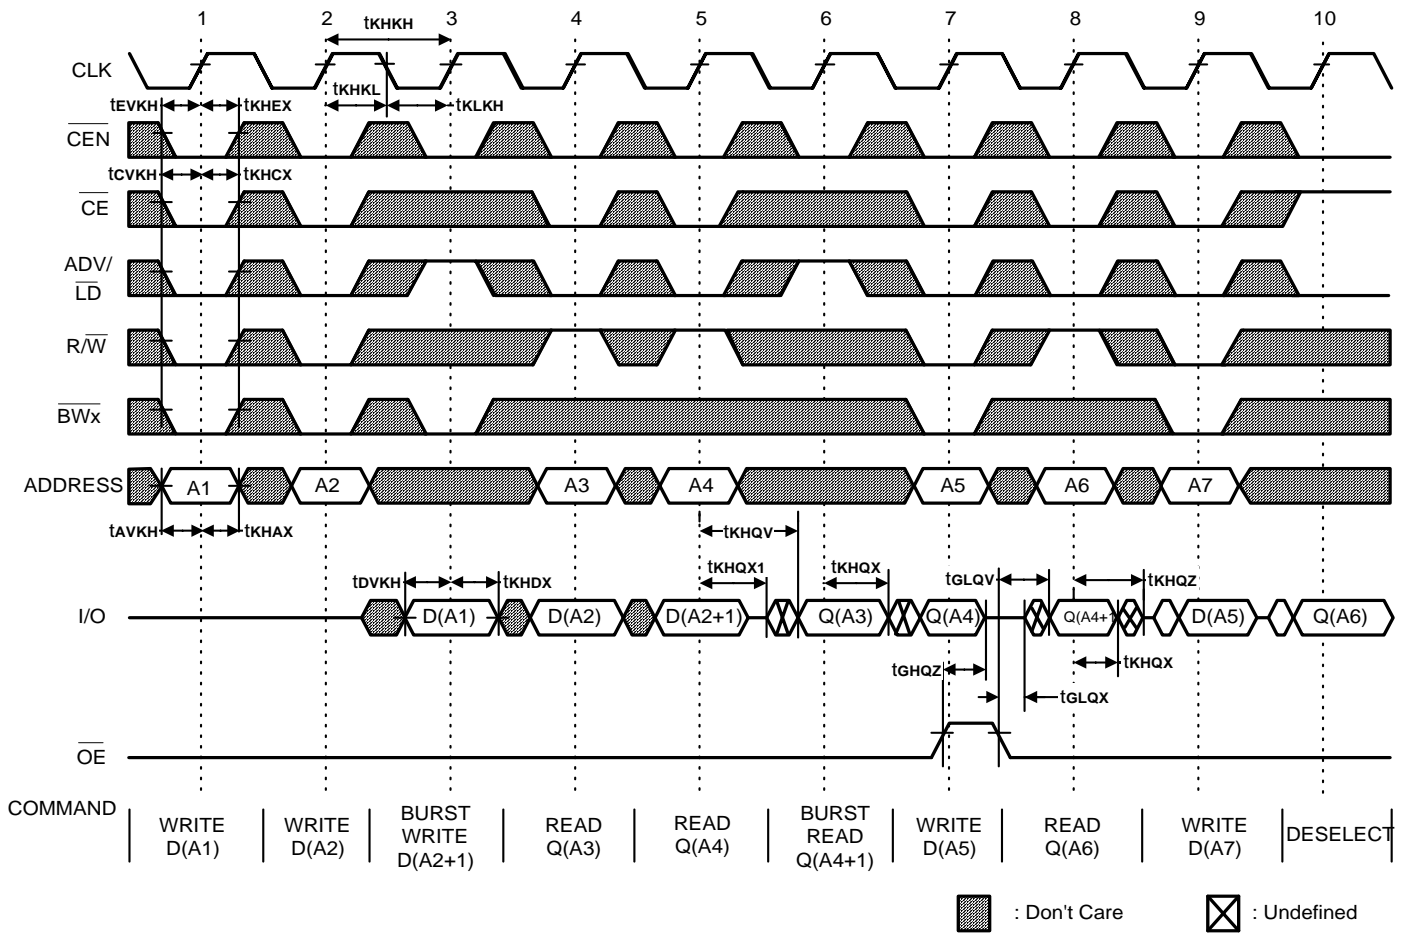 1 2 3 4 5 6 7 8 9 10
tKHKH
CLK
tKHKL tKLKH
tEVKH tKHEX
CEN
tCVKH tKHCX
CE
ADV/
LD
R/W
BWx
ADDRESS A1 A2 A3 A4 A5 A6 A7
tAVKH tKHAX tKHQV
tDVKH tKHDX tKHQX1 tKHQX tGLQV tKHQZ
I/O D(A1) D(A2) D(A2+1) Q(A3) Q(A4) Q(A4+1 D(A5) Q(A6)
tGHQZ tKHQX
tGLQX
OE
COMMAND
WRITE
D(A1)
WRITE
D(A2)
BURST
WRITE
D(A2+1)
READ
Q(A3)
READ
Q(A4)
BURST
READ
Q(A4+1)
WRITE
D(A5)
READ
Q(A6)
WRITE
D(A7)
DESELECT
: Don't Care : Undefined